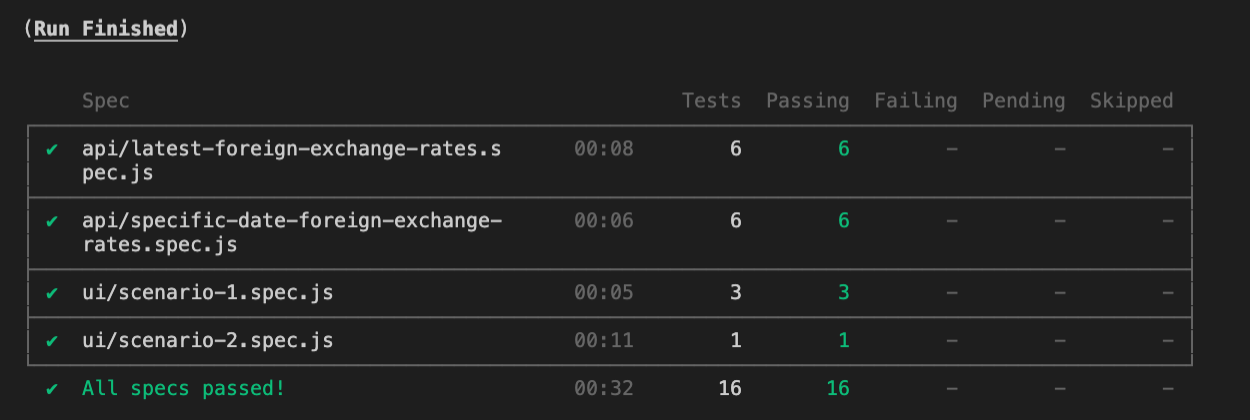 (Run Finished)
Spec Tests Passing Failing Pending Skipped
✔ api/latest-foreign-exchange-rates.s 00:08 6 6 – – –
pec.js
✔ api/specific-date-foreign-exchange- 00:06 6 6 – – –
rates.spec.js
✔ ui/scenario-1.spec.js 00:05 3 3 – – –
✔ ui/scenario-2.spec.js 00:11 1 1 – – –
✔ All specs passed! 00:32 16 16 – – –